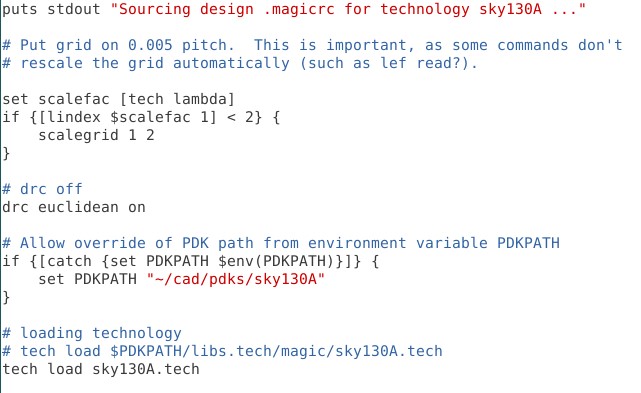 puts stdout "Sourcing design .magicrc for technology sky130A ..."
# Put grid on 0.005 pitch.  This is important, as some commands don't
# rescale the grid automatically (such as lef read?).
set scalefac [tech lambda]
if {[lindex $scalefac 1] < 2} {
    scalegrid 1 2
}
# drc off
drc euclidean on
# Allow override of PDK path from environment variable PDKPATH
if {[catch {set PDKPATH $env(PDKPATH)}]} {
    set PDKPATH "~/cad/pdks/sky130A"
}
# loading technology
# tech load $PDKPATH/libs.tech/magic/sky130A.tech
tech load sky130A.tech